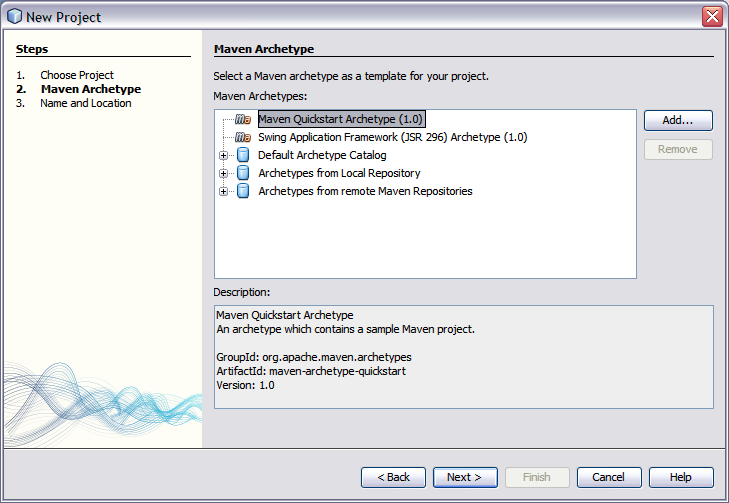 New Project
Steps
1. Choose Project
2. Maven Archetype
3. Name and Location
Maven Archetype
Select a Maven archetype as a template for your project.
Maven Archetypes:
Maven Quickstart Archetype (1.0)
Swing Application Framework (JSR 296) Archetype (1.0)
Default Archetype Catalog
Archetypes from Local Repository
Archetypes from remote Maven Repositories
Add...
Remove
Description:
Maven Quickstart Archetype
An archetype which contains a sample Maven project.
GroupId: org.apache.maven.archetypes
ArtifactId: maven-archetype-quickstart
Version: 1.0
< Back
Next >
Finish
Cancel
Help